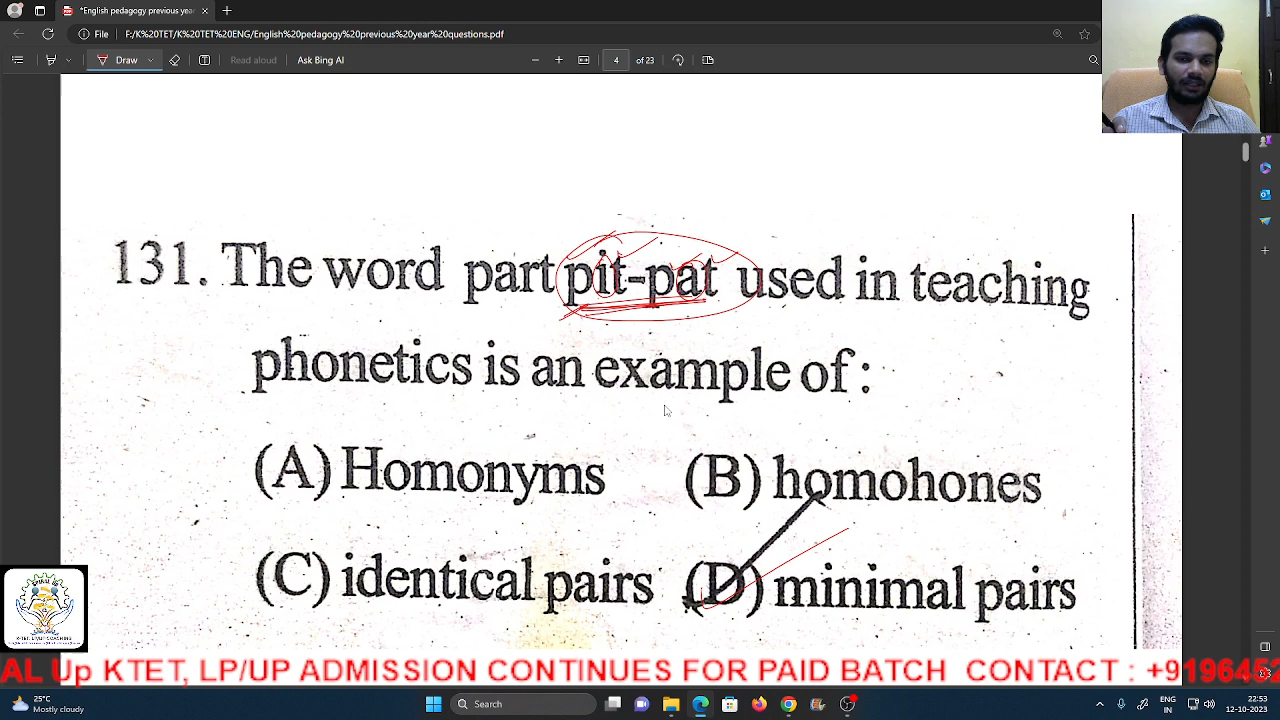 *English pedagogy previous year
File
F:/K%20TET/K%20TET%20ENG/English%20pedagogy%20previous%20year%20questions.pdf
Draw
Read aloud
Ask Bing AI
4
of 23
131. The word part pit-pat used in teaching
phonetics is an example of :
(A) Homonyms
(B) homohones
(C) identical pairs
(D) minimal pairs
AL Up KTET, LP/UP ADMISSION CONTINUES FOR PAID BATCH CONTACT : +9196452
25°C
Mostly cloudy
Search
ENG
IN
22:53
12-10-2023